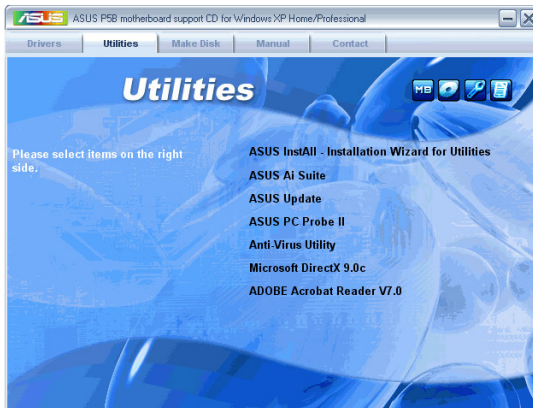 ASUS ASUS P5B motherboard support CD for Windows XP Home/Professional
Drivers Utilities Make Disk Manual Contact
Utilities
MB
Please select items on the right
side.
ASUS InstAll - Installation Wizard for Utilities
ASUS Ai Suite
ASUS Update
ASUS PC Probe II
Anti-Virus Utility
Microsoft DirectX 9.0c
ADOBE Acrobat Reader V7.0